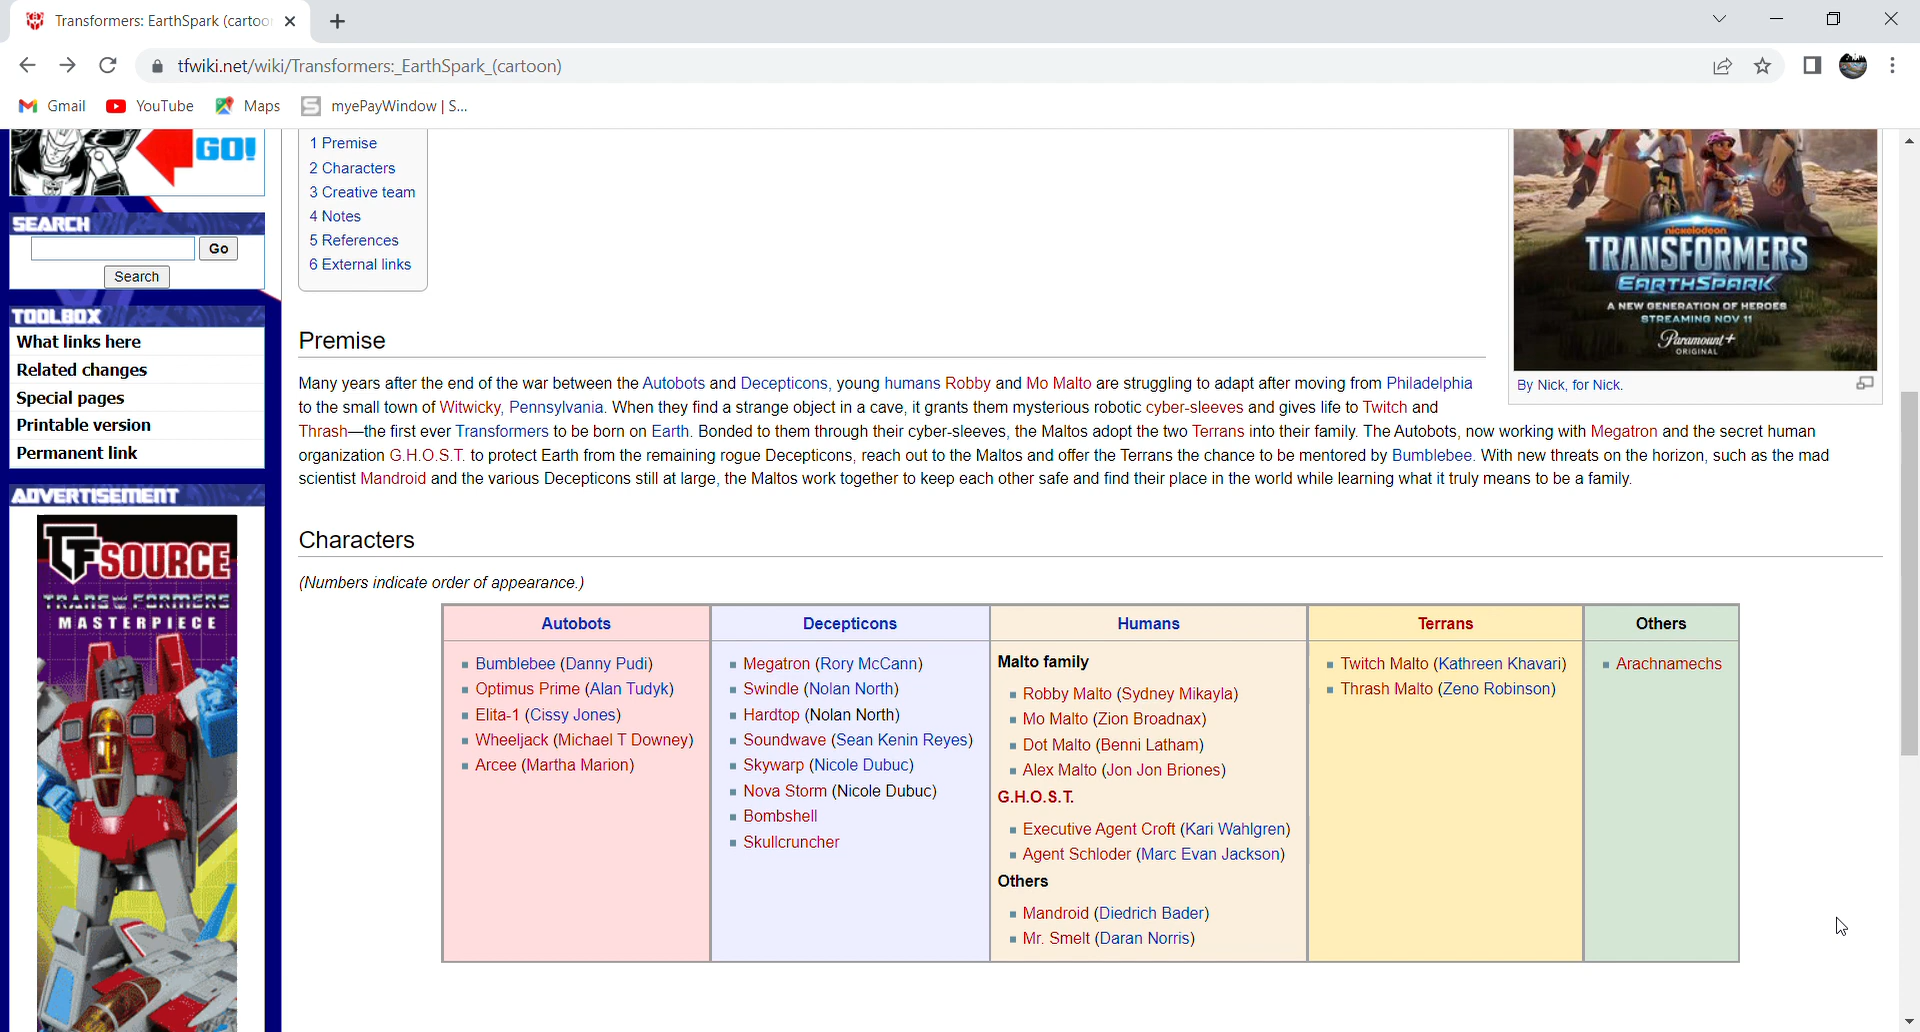 Transformers: EarthSpark (cartoo
tfwiki.net/wiki/Transformers:_EarthSpark_(cartoon)
Gmail
YouTube
Maps
myePayWindow | S...
GO!
SEARCH
Go
Search
TOOLBOX
What links here
Related changes
Special pages
Printable version
Permanent link
ADVERTISEMENT
TFSOURCE
TRANSFORMERS
MASTERPIECE
1 Premise
2 Characters
3 Creative team
4 Notes
5 References
6 External links
nickelodeon
TRANSFORMERS
EARTHSPARK
A NEW GENERATION OF HEROES
STREAMING NOV 11
Paramount+
ORIGINAL
By Nick, for Nick.
Premise
Many years after the end of the war between the Autobots and Decepticons, young humans Robby and Mo Malto are struggling to adapt after moving from Philadelphia
to the small town of Witwicky, Pennsylvania. When they find a strange object in a cave, it grants them mysterious robotic cyber-sleeves and gives life to Twitch and
Thrash—the first ever Transformers to be born on Earth. Bonded to them through their cyber-sleeves, the Maltos adopt the two Terrans into their family. The Autobots, now working with Megatron and the secret human
organization G.H.O.S.T. to protect Earth from the remaining rogue Decepticons, reach out to the Maltos and offer the Terrans the chance to be mentored by Bumblebee. With new threats on the horizon, such as the mad
scientist Mandroid and the various Decepticons still at large, the Maltos work together to keep each other safe and find their place in the world while learning what it truly means to be a family.
Characters
(Numbers indicate order of appearance.)
Autobots
Bumblebee (Danny Pudi)
Optimus Prime (Alan Tudyk)
Elita-1 (Cissy Jones)
Wheeljack (Michael T Downey)
Arcee (Martha Marion)
Decepticons
Megatron (Rory McCann)
Swindle (Nolan North)
Hardtop (Nolan North)
Soundwave (Sean Kenin Reyes)
Skywarp (Nicole Dubuc)
Nova Storm (Nicole Dubuc)
Bombshell
Skullcruncher
Humans
Malto family
Robby Malto (Sydney Mikayla)
Mo Malto (Zion Broadnax)
Dot Malto (Benni Latham)
Alex Malto (Jon Jon Briones)
G.H.O.S.T.
Executive Agent Croft (Kari Wahlgren)
Agent Schloder (Marc Evan Jackson)
Others
Mandroid (Diedrich Bader)
Mr. Smelt (Daran Norris)
Terrans
Twitch Malto (Kathreen Khavari)
Thrash Malto (Zeno Robinson)
Others
Arachnamechs